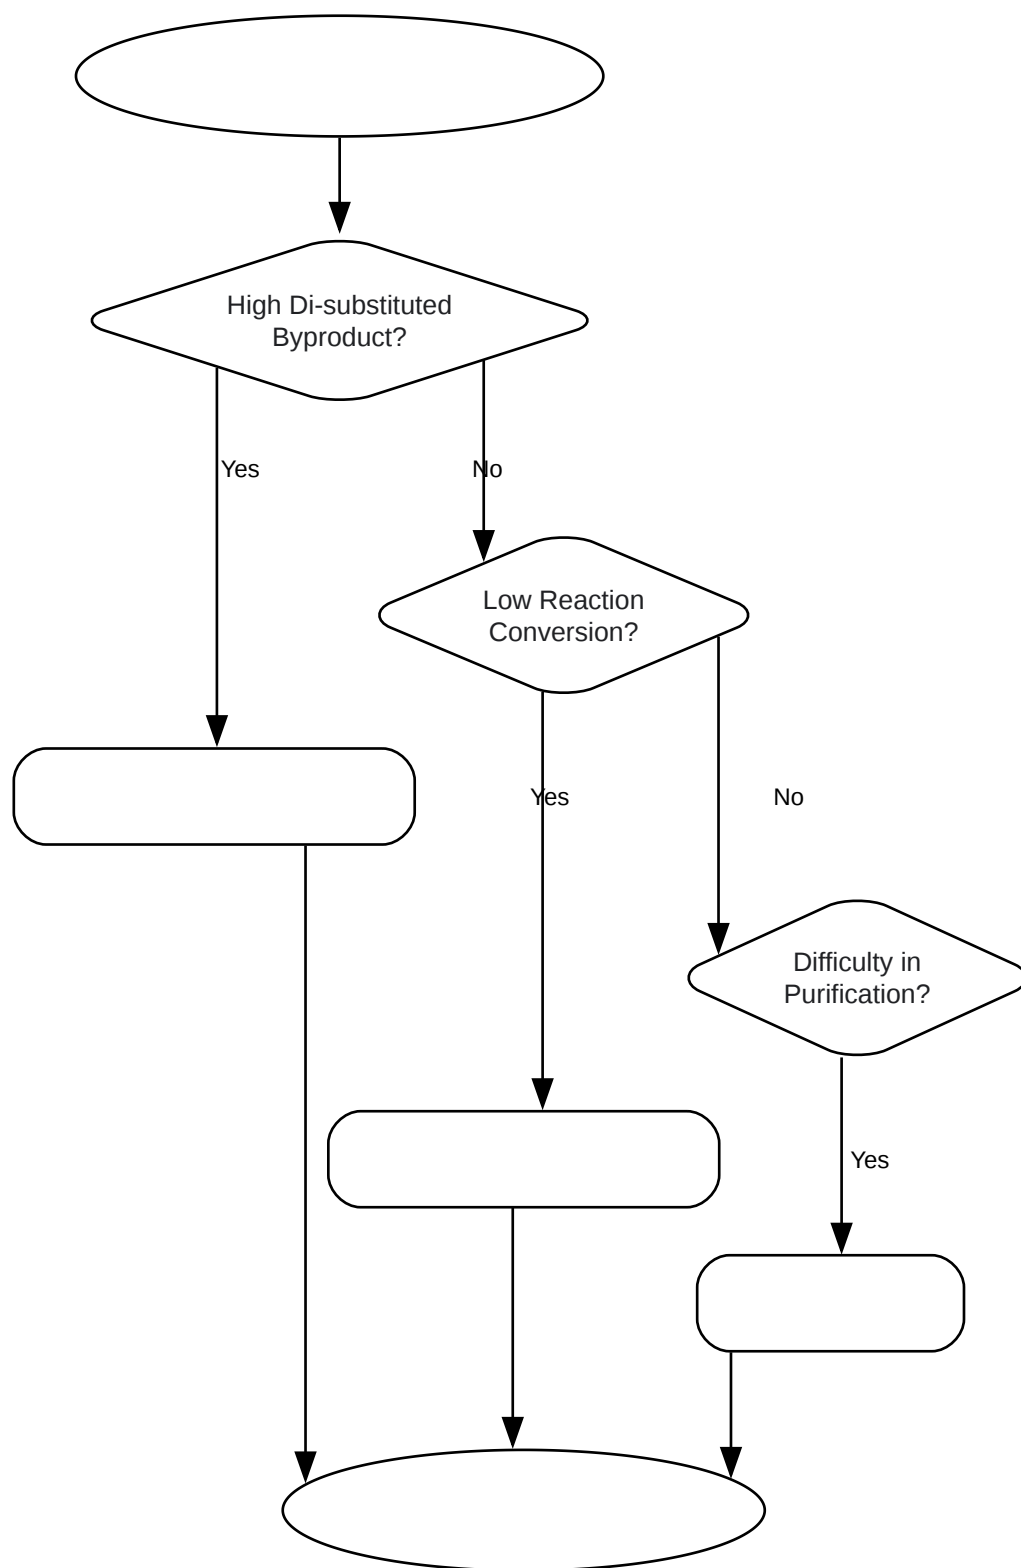 High Di-substituted
Byproduct?
Yes
No
Low Reaction
Conversion?
Yes
No
Difficulty in
Purification?
Yes